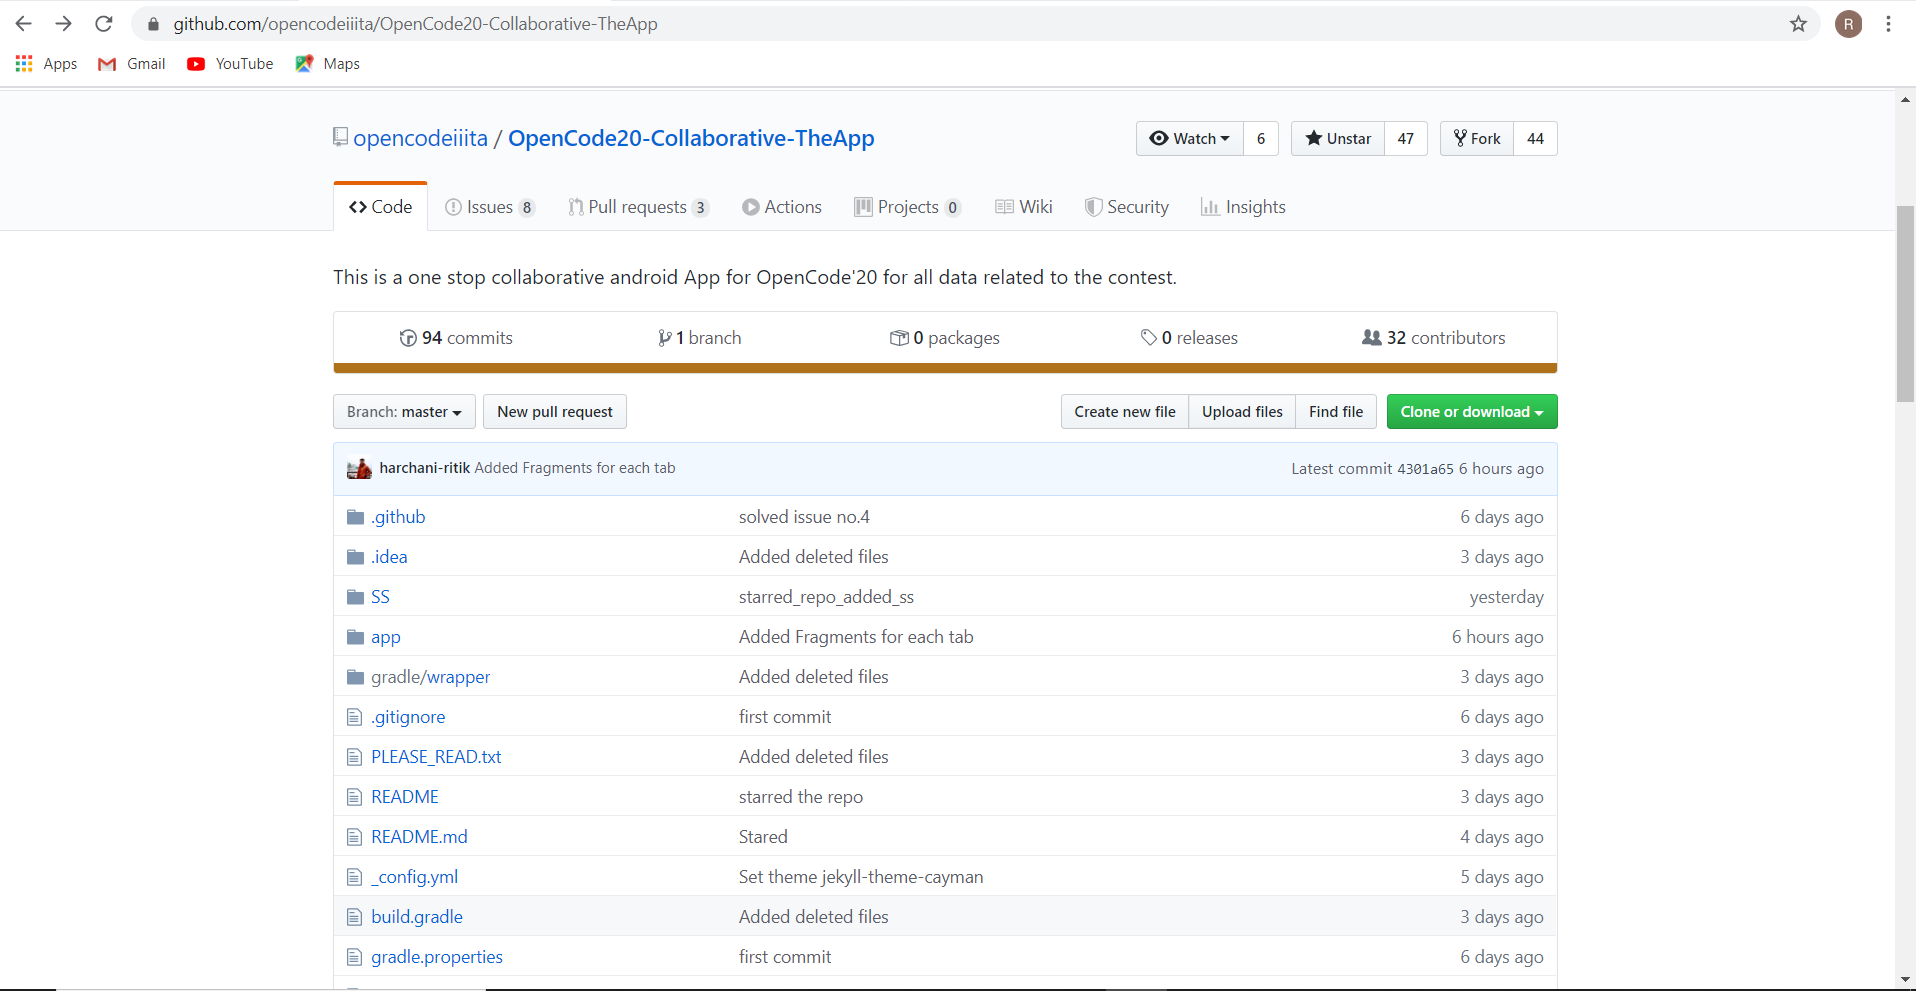 github.com/opencodeiiita/OpenCode20-Collaborative-TheApp
R
Apps Gmail YouTube Maps
opencodeiiita / OpenCode20-Collaborative-TheApp
Watch 6 Unstar 47 Fork 44
Code Issues 8 Pull requests 3 Actions Projects 0 Wiki Security Insights
This is a one stop collaborative android App for OpenCode'20 for all data related to the contest.
94 commits 1 branch 0 packages 0 releases 32 contributors
Branch: master New pull request Create new file Upload files Find file Clone or download
harchani-ritik Added Fragments for each tab Latest commit 4301a65 6 hours ago
.github solved issue no.4 6 days ago
.idea Added deleted files 3 days ago
SS starred_repo_added_ss yesterday
app Added Fragments for each tab 6 hours ago
gradle/wrapper Added deleted files 3 days ago
.gitignore first commit 6 days ago
PLEASE_READ.txt Added deleted files 3 days ago
README starred the repo 3 days ago
README.md Stared 4 days ago
_config.yml Set theme jekyll-theme-cayman 5 days ago
build.gradle Added deleted files 3 days ago
gradle.properties first commit 6 days ago